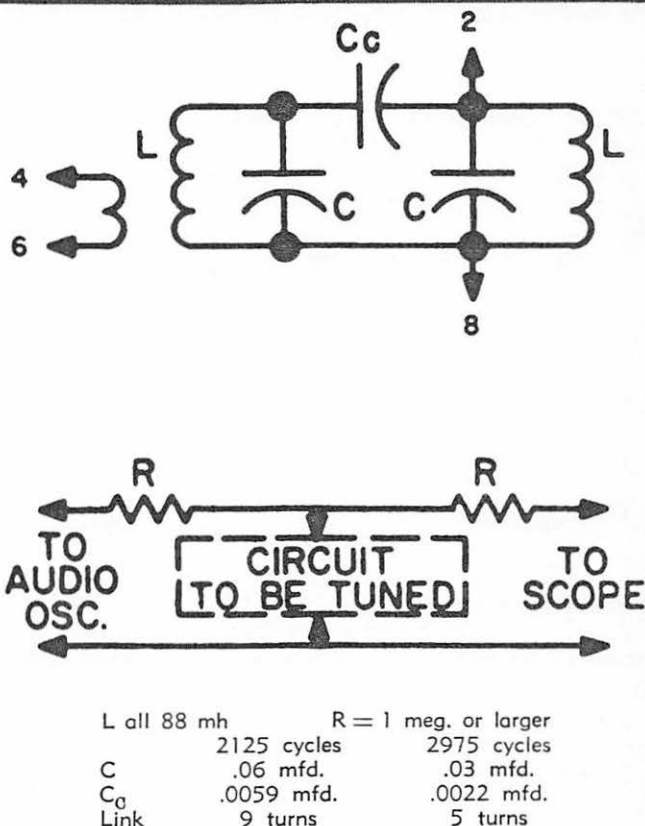 2
Cc
L
L
4
C
C
6
8
R
R
TO AUDIO OSC.
CIRCUIT TO BE TUNED
TO SCOPE
L all 88 mh R = 1 meg. or larger
2125 cycles 2975 cycles
C .06 mfd. .03 mfd.
Cc .0059 mfd. .0022 mfd.
Link 9 turns 5 turns